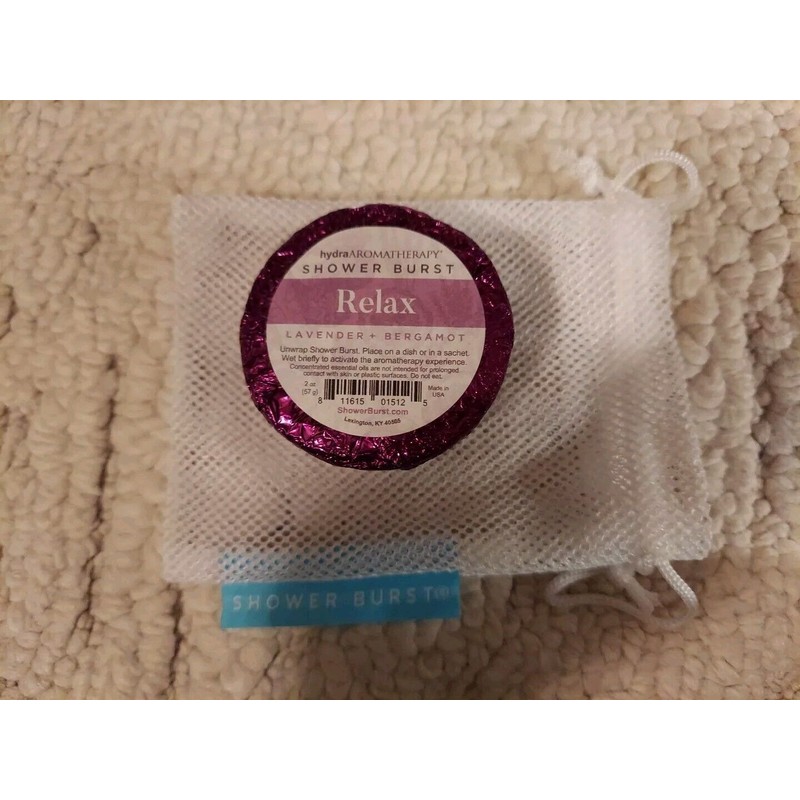 hydraAROMATHERAPY®
SHOWER BURST
Relax
LAVENDER + BERGAMOT
Unwrap Shower Burst. Place on a dish or in a sachet.
Wet briefly to activate the aromatherapy experience.
Concentrated essential oils are not intended for prolonged
contact with skin or plastic surfaces. Do not eat.
2 oz
(57 g)
Made in
USA
8 11615 01512 5
ShowerBurst.com
Lexington, KY
SHOWER BURST®